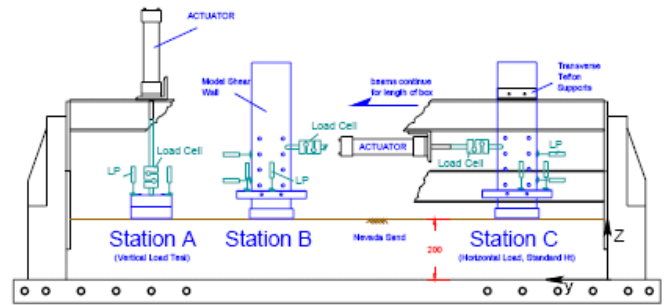 ACTUATOR
Model Shear
Wall
beams continue
for length of box
Transverse
Teflon
Supports
Load Cell
ACTUATOR
Load Cell
LP
Load Cell
LP
LP
Station A
(Vertical Load Test)
Station B
Nevada Sand
200
Station C
(Horizontal Load, Standard Ht)
Z
y